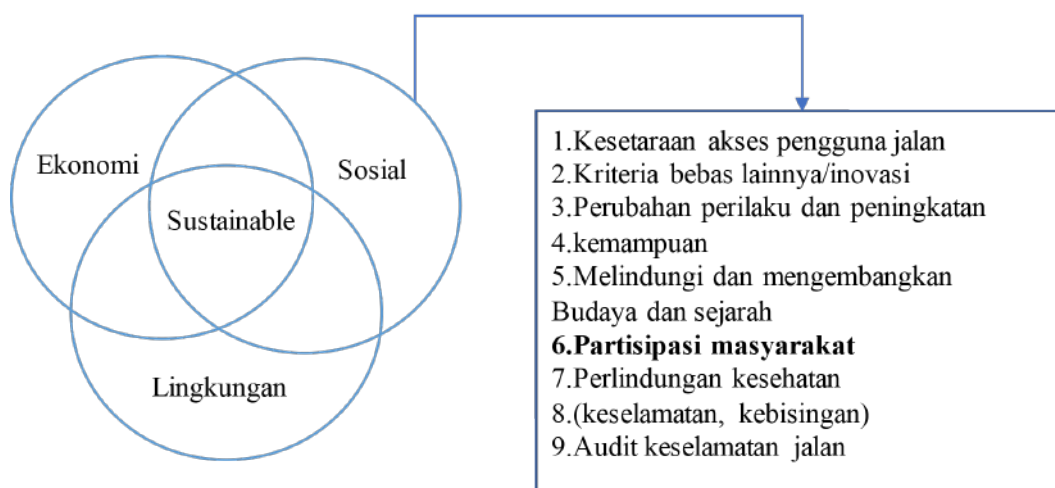 Ekonomi
Sosial
Sustainable
Lingkungan
1.Kesetaraan akses pengguna jalan
2.Kriteria bebas lainnya/inovasi
3.Perubahan perilaku dan peningkatan
4.kemampuan
5.Melindungi dan mengembangkan
Budaya dan sejarah
6.Partisipasi masyarakat
7.Perlindungan kesehatan
8.(keselamatan, kebisingan)
9.Audit keselamatan jalan